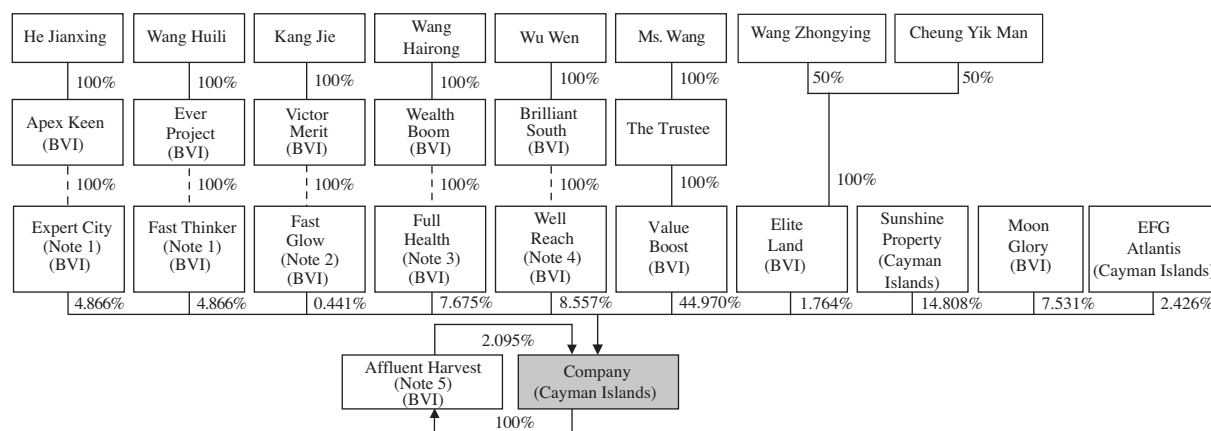 He Jianxing
Wang Huili
Kang Jie
Wang
Hairong
Wu Wen
Ms. Wang
Wang Zhongying
Cheung Yik Man
100%
100%
100%
100%
100%
100%
50%
50%
Apex Keen
(BVI)
Ever
Project
(BVI)
Victor
Merit
(BVI)
Wealth
Boom
(BVI)
Brilliant
South
(BVI)
The Trustee
100%
100%
100%
100%
100%
100%
100%
Expert City
(Note 1)
(BVI)
Fast Thinker
(Note 1)
(BVI)
Fast
Glow
(Note 2)
(BVI)
Full
Health
(Note 3)
(BVI)
Well
Reach
(Note 4)
(BVI)
Value
Boost
(BVI)
Elite
Land
(BVI)
Sunshine
Property
(Cayman
Islands)
Moon
Glory
(BVI)
EFG
Atlantis
(Cayman Islands)
4.866%
4.866%
0.441%
7.675%
8.557%
44.970%
1.764%
14.808%
7.531%
2.426%
2.095%
Affluent Harvest
(Note 5)
(BVI)
Company
(Cayman Islands)
100%